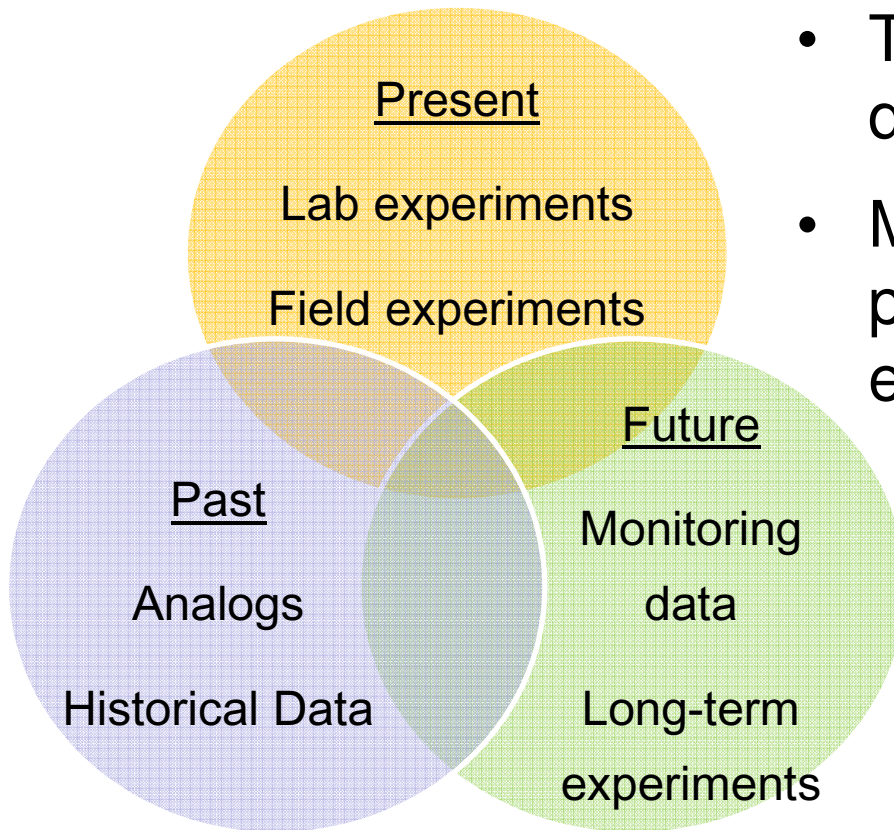 Present
Lab experiments
Field experiments
Past
Analogs
Historical Data
Future
Monitoring
data
Long-term
experiments
•
•